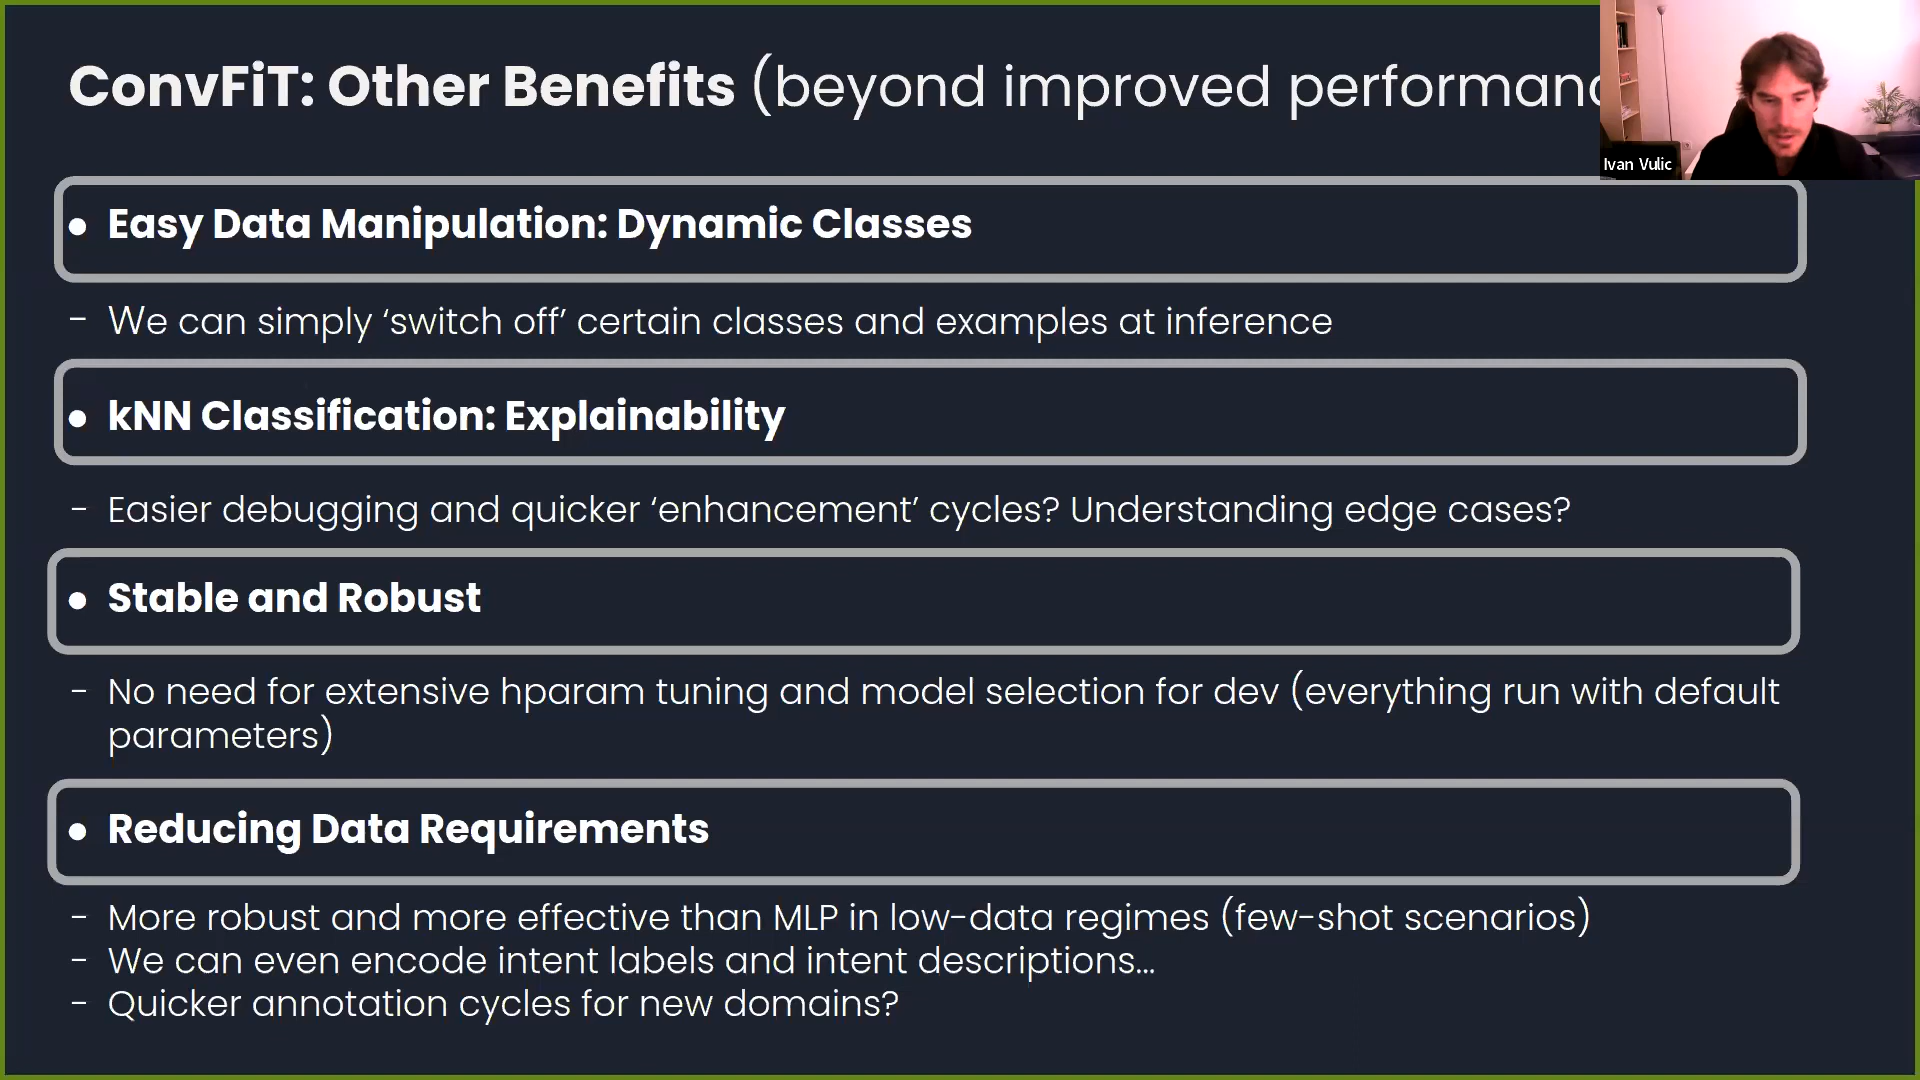 ConvFiT: Other Benefits (beyond improved performanc
Ivan Vulic
● Easy Data Manipulation: Dynamic Classes
- We can simply ‘switch off’ certain classes and examples at inference
● kNN Classification: Explainability
- Easier debugging and quicker ‘enhancement’ cycles? Understanding edge cases?
● Stable and Robust
- No need for extensive hparam tuning and model selection for dev (everything run with default
parameters)
● Reducing Data Requirements
- More robust and more effective than MLP in low-data regimes (few-shot scenarios)
- We can even encode intent labels and intent descriptions...
- Quicker annotation cycles for new domains?